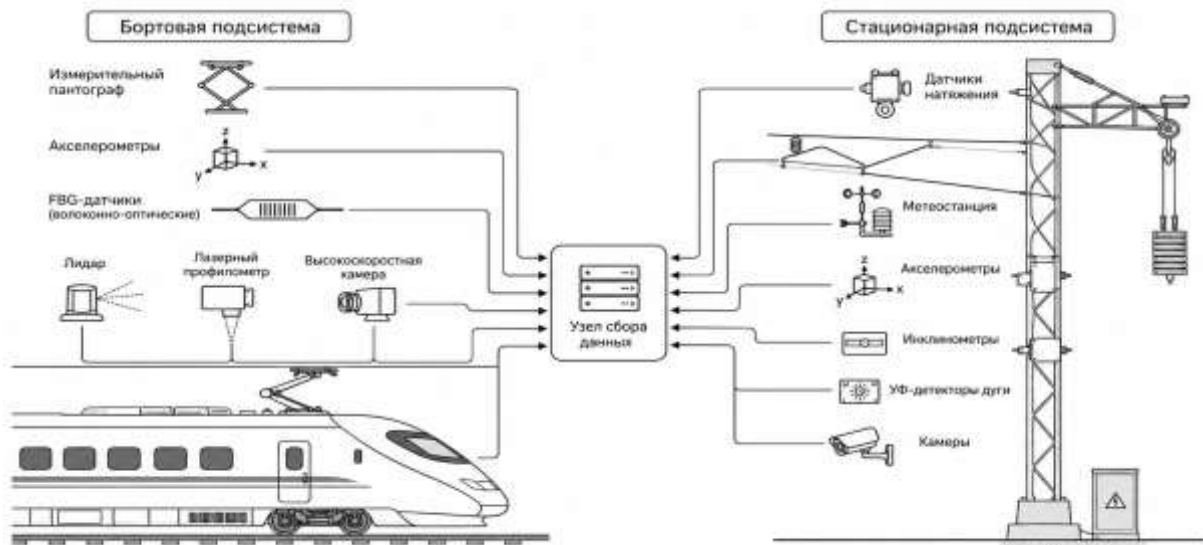 Бортовая подсистема
Стационарная подсистема
Измерительный
пантограф
Акселерометры
z
y
x
FBG-датчики
(волоконно-оптические)
Лидар
Лазерный
профилометр
Высокоскоростная
камера
Узел сбора
данных
Датчики
натяжения
Метеостанция
z
y
x
Акселерометры
Инклинометры
УФ-детекторы дуги
Камеры